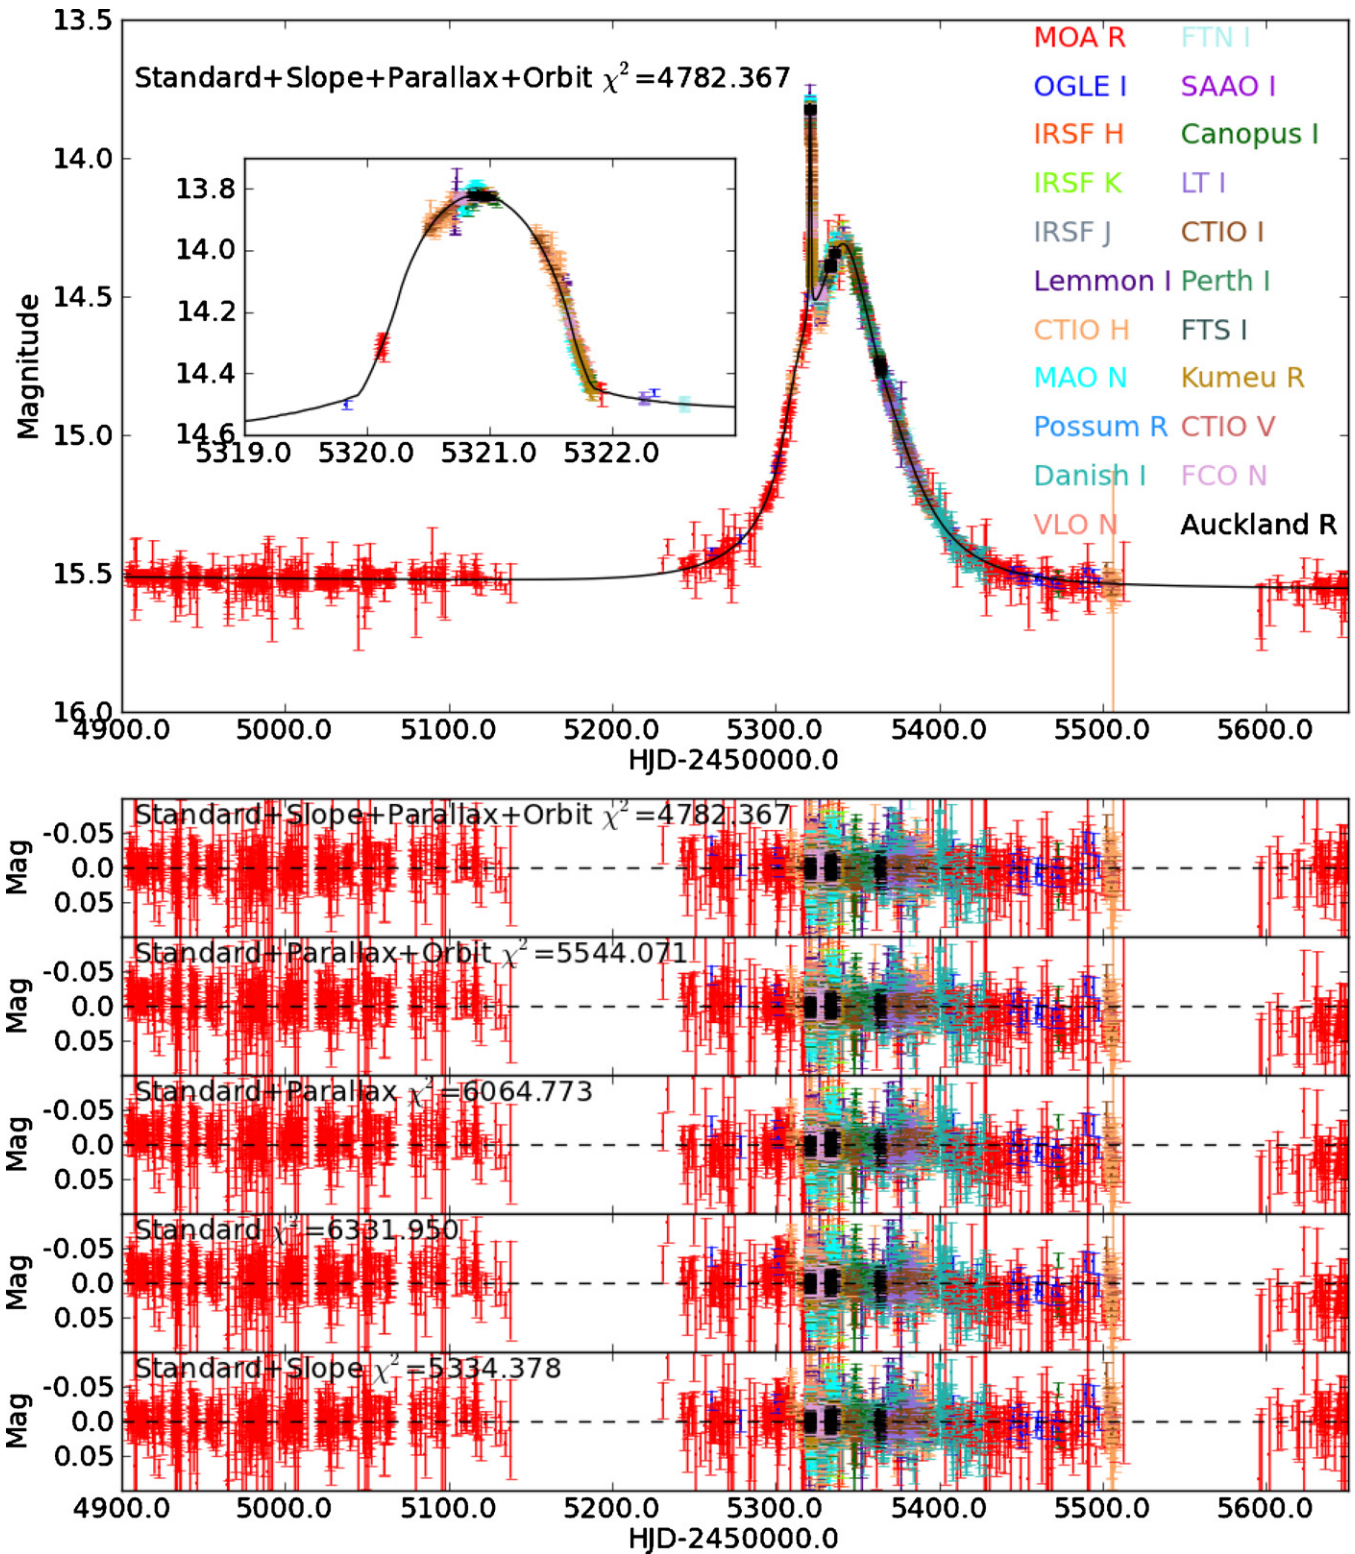 13.5
14.0
14.5
15.0
15.5
16.0
Magnitude
Standard+Slope+Parallax+Orbit χ²=4782.367
MOA R FTN I
OGLE I SAAO I
IRSF H Canopus I
IRSF K LT I
IRSF J CTIO I
Lemmon I Perth I
CTIO H FTS I
MAO N Kumeu R
Possum R CTIO V
Danish I FCO N
VLO N Auckland R
13.8
14.0
14.2
14.4
14.6
5319.0 5320.0 5321.0 5322.0
4900.0 5000.0 5100.0 5200.0 5300.0 5400.0 5500.0 5600.0
HJD-2450000.0
Standard+Slope+Parallax+Orbit χ²=4782.367
-0.05
0.0
0.05
Mag
Standard+Parallax+Orbit χ²=5544.071
-0.05
0.0
0.05
Mag
Standard+Parallax χ²=6064.773
-0.05
0.0
0.05
Mag
Standard χ²=6331.950
-0.05
0.0
0.05
Mag
Standard+Slope χ²=5334.378
-0.05
0.0
0.05
Mag
4900.0 5000.0 5100.0 5200.0 5300.0 5400.0 5500.0 5600.0
HJD-2450000.0